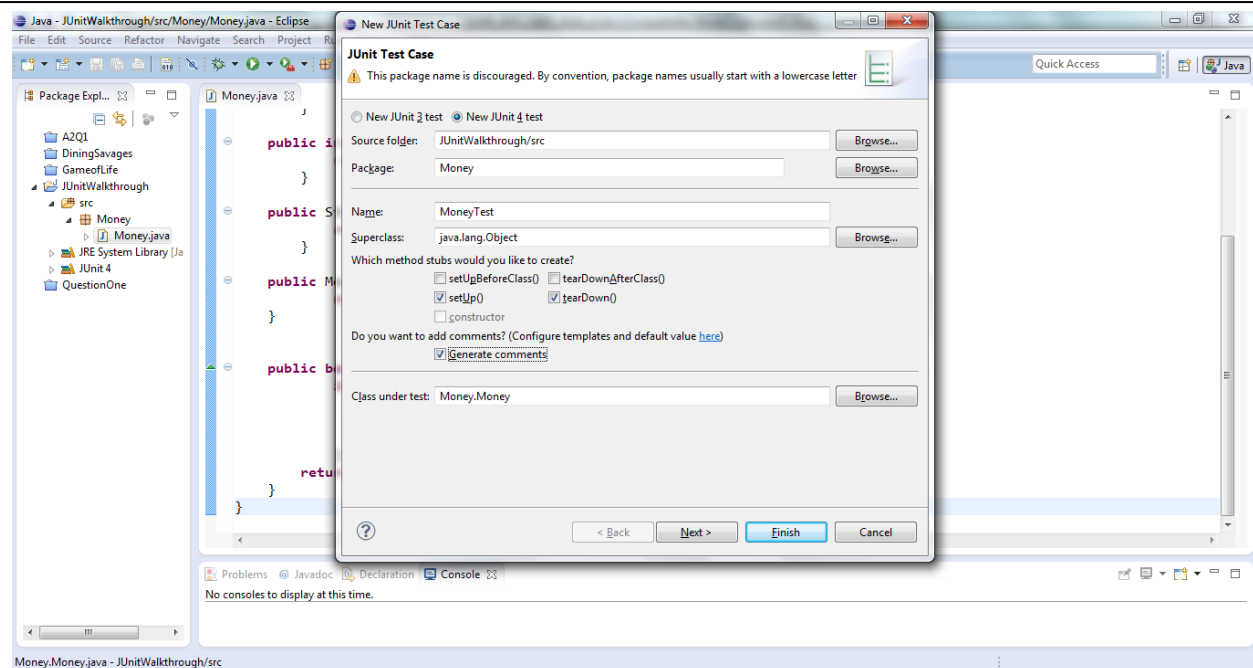 Java - JUnitWalkthrough/src/Money/Money.java - Eclipse
File Edit Source Refactor Navigate Search Project
Quick Access
Java
Package Expl...
A2Q1
DiningSavages
GameofLife
JUnitWalkthrough
src
Money
Money.java
JRE System Library [Ja
JUnit 4
QuestionOne
Money.java
}
public i
}
public S
}
public M
}
public b
retu
}
}
New JUnit Test Case
JUnit Test Case
This package name is discouraged. By convention, package names usually start with a lowercase letter
New JUnit 3 test New JUnit 4 test
Source folder: JUnitWalkthrough/src Browse...
Package: Money Browse...
Name: MoneyTest
Superclass: java.lang.Object Browse...
Which method stubs would you like to create?
setUpBeforeClass() tearDownAfterClass()
setUp() tearDown()
constructor
Do you want to add comments? (Configure templates and default value here)
Generate comments
Class under test: Money.Money Browse...
? < Back Next > Finish Cancel
Problems @ Javadoc Declaration Console
No consoles to display at this time.
Money.Money.java - JUnitWalkthrough/src